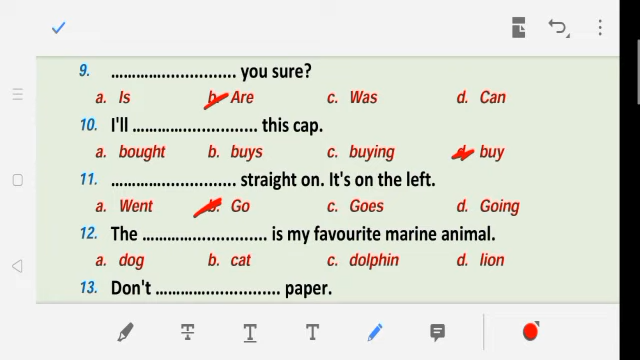 9. ................................ you sure?
a. Is b. Are c. Was d. Can
10. I'll ................................ this cap.
a. bought b. buys c. buying d. buy
11. ................................ straight on. It's on the left.
a. Went b. Go c. Goes d. Going
12. The ................................ is my favourite marine animal.
a. dog b. cat c. dolphin d. lion
13. Don't ................................ paper.